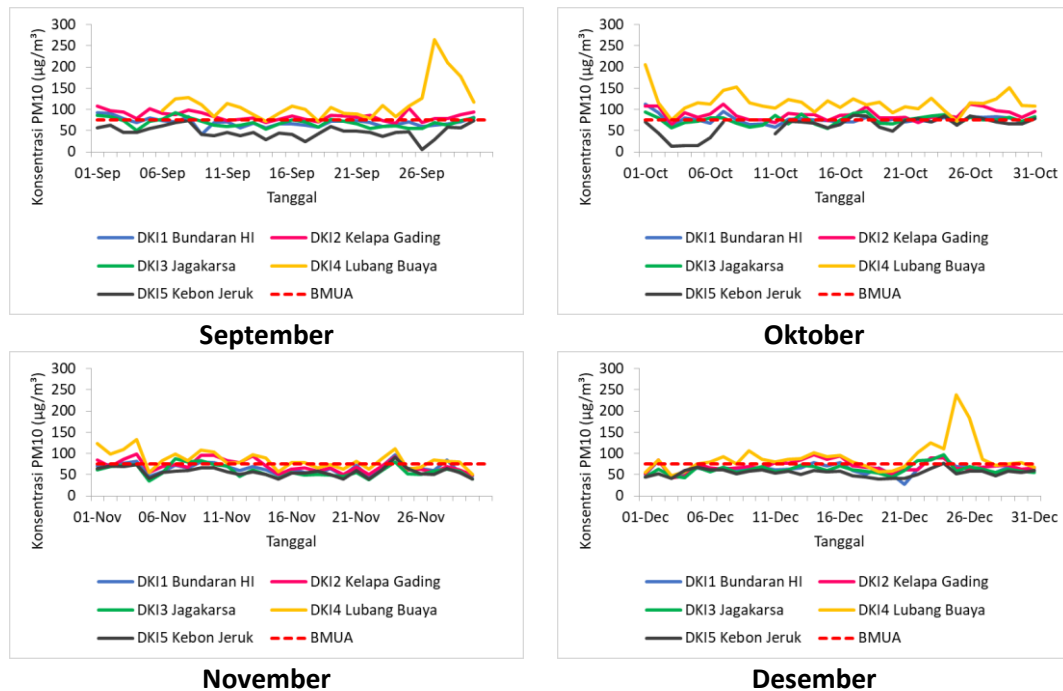 Konsentrasi PM10 (µg/m³)
300
250
200
150
100
50
0
01-Sep 06-Sep 11-Sep 16-Sep 21-Sep 26-Sep
Tanggal
DKI1 Bundaran HI DKI2 Kelapa Gading
DKI3 Jagakarsa DKI4 Lubang Buaya
DKI5 Kebon Jeruk BMUA
September
Konsentrasi PM10 (µg/m³)
300
250
200
150
100
50
0
01-Oct 06-Oct 11-Oct 16-Oct 21-Oct 26-Oct 31-Oct
Tanggal
DKI1 Bundaran HI DKI2 Kelapa Gading
DKI3 Jagakarsa DKI4 Lubang Buaya
DKI5 Kebon Jeruk BMUA
Oktober
Konsentrasi PM10 (µg/m³)
300
250
200
150
100
50
0
01-Nov 06-Nov 11-Nov 16-Nov 21-Nov 26-Nov
Tanggal
DKI1 Bundaran HI DKI2 Kelapa Gading
DKI3 Jagakarsa DKI4 Lubang Buaya
DKI5 Kebon Jeruk BMUA
November
Konsentrasi PM10 (µg/m³)
300
250
200
150
100
50
0
01-Dec 06-Dec 11-Dec 16-Dec 21-Dec 26-Dec 31-Dec
Tanggal
DKI1 Bundaran HI DKI2 Kelapa Gading
DKI3 Jagakarsa DKI4 Lubang Buaya
DKI5 Kebon Jeruk BMUA
Desember